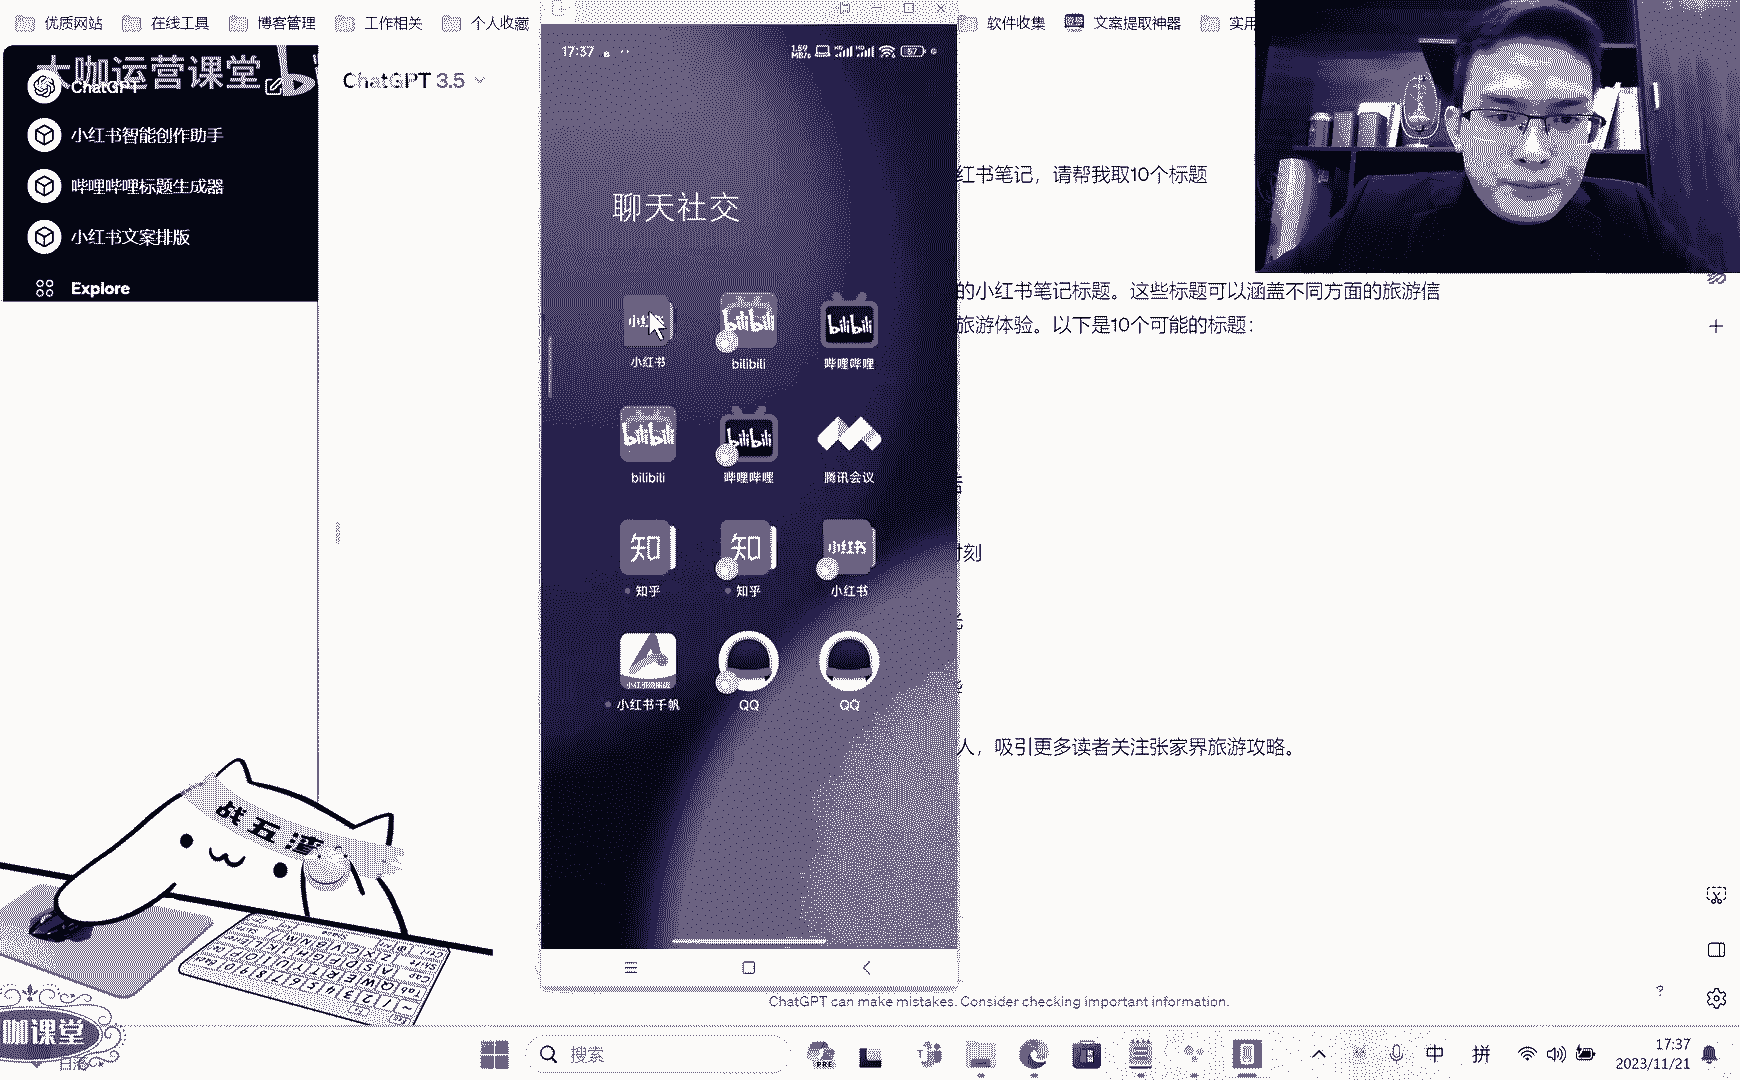 优质网站 在线工具 博客管理 工作相关 个人收藏 软件收集 文案提取神器
大咖运营课堂
ChatGPT
小红书智能创作助手
哔哩哔哩标题生成器
小红书文案排版
Explore
ChatGPT 3.5
17:37
57
聊天社交
小红书 bilibili 哔哩哔哩
bilibili 哔哩哔哩 腾讯会议
知乎 知乎 小红书
小红书千帆 QQ QQ
红书笔记，请帮我取10个标题
的小红书笔记标题。这些标题可以涵盖不同方面的旅游信
旅游体验。以下是10个可能的标题：
刻
人，吸引更多读者关注张家界旅游攻略。
战五渣
咖课堂
ChatGPT can make mistakes. Consider checking important information.
?
搜索
中 拼
17:37
2023/11/21